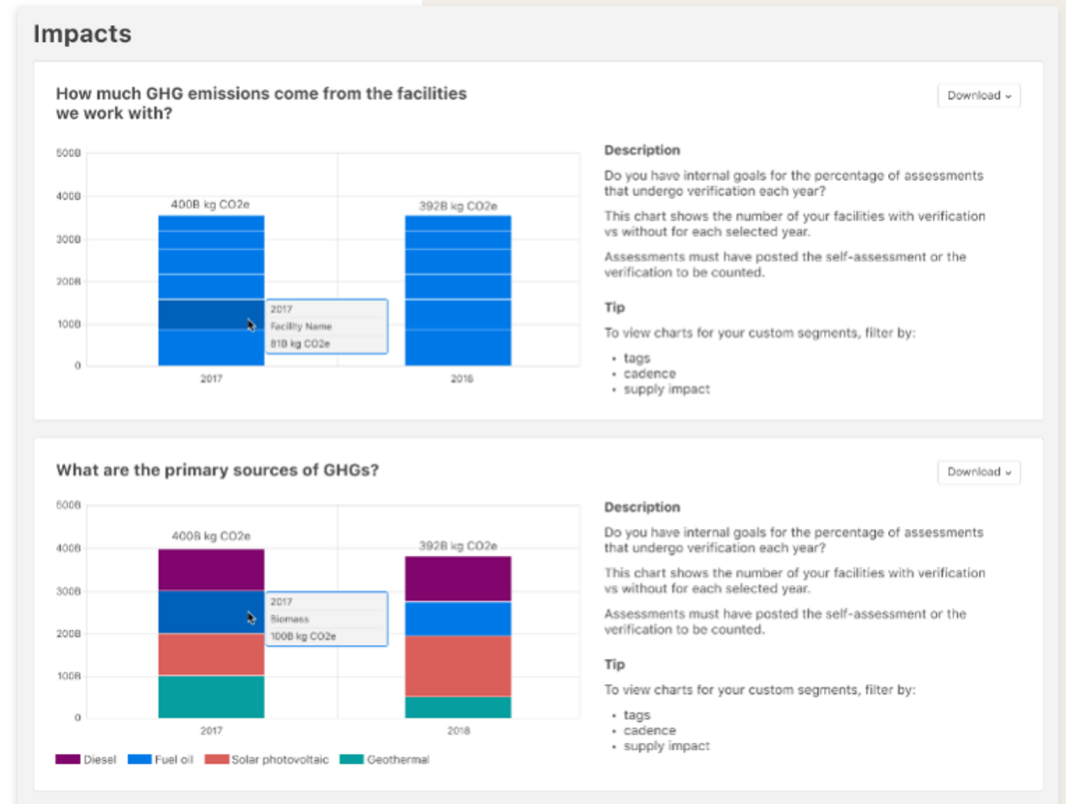 Impacts
How much GHG emissions come from the facilities
we work with?
Download
500B
400B
300B
200B
100B
0
400B kg CO2e
392B kg CO2e
2017
Facility Name
81B kg CO2e
2017
2016
Description
Do you have internal goals for the percentage of assessments
that undergo verification each year?
This chart shows the number of your facilities with verification
vs without for each selected year.
Assessments must have posted the self-assessment or the
verification to be counted.
Tip
To view charts for your custom segments, filter by:
• tags
• cadence
• supply impact
What are the primary sources of GHGs?
Download
500B
400B
300B
200B
100B
0
400B kg CO2e
392B kg CO2e
2017
Biomass
100B kg CO2e
2017
2018
Diesel Fuel oil Solar photovoltaic Geothermal
Description
Do you have internal goals for the percentage of assessments
that undergo verification each year?
This chart shows the number of your facilities with verification
vs without for each selected year.
Assessments must have posted the self-assessment or the
verification to be counted.
Tip
To view charts for your custom segments, filter by:
• tags
• cadence
• supply impact